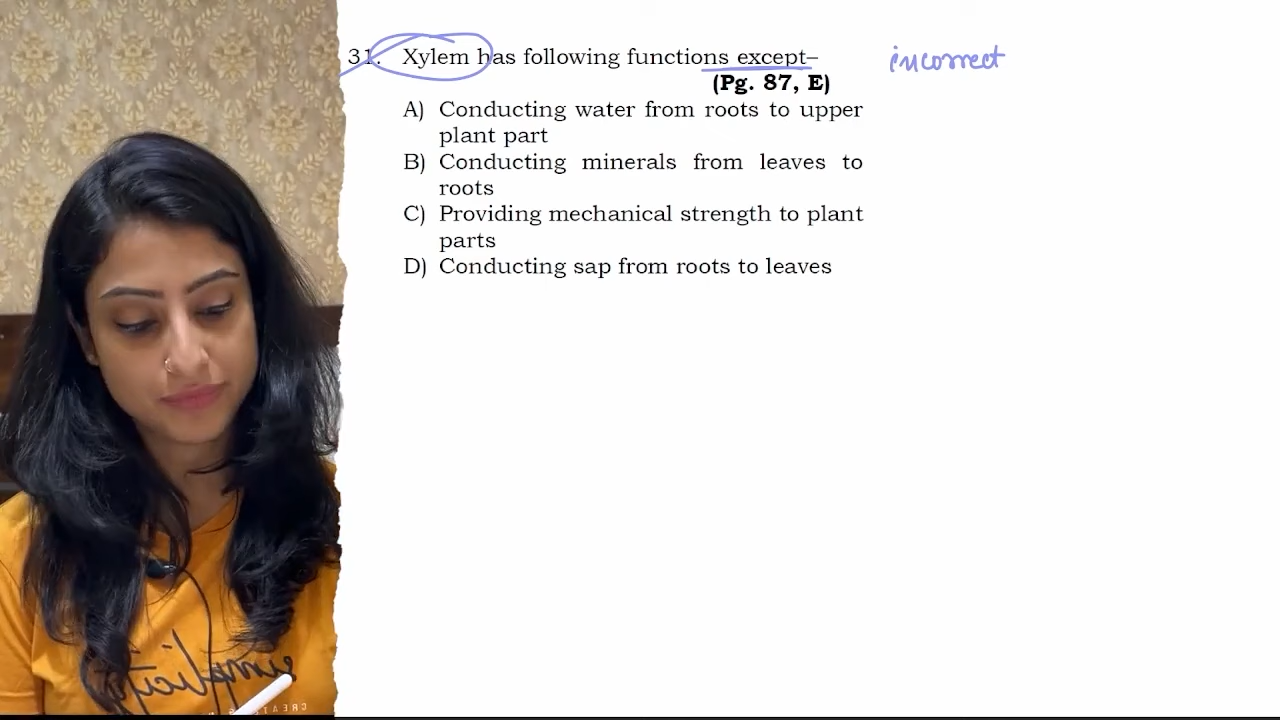 31. Xylem has following functions except– incorrect
(Pg. 87, E)
A) Conducting water from roots to upper
plant part
B) Conducting minerals from leaves to
roots
C) Providing mechanical strength to plant
parts
D) Conducting sap from roots to leaves
simplicity